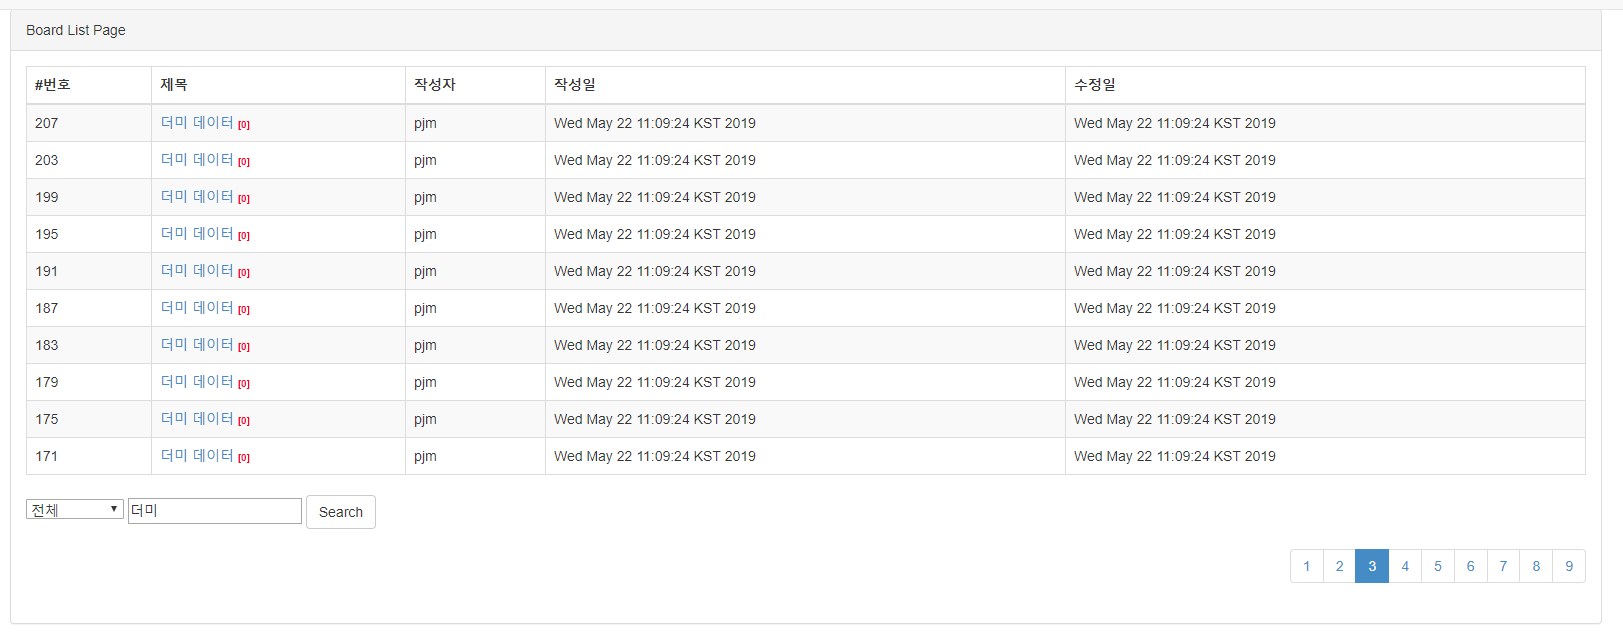 Board List Page
#번호 제목 작성자 작성일 수정일
207 더미 데이터 [0] pjm Wed May 22 11:09:24 KST 2019 Wed May 22 11:09:24 KST 2019
203 더미 데이터 [0] pjm Wed May 22 11:09:24 KST 2019 Wed May 22 11:09:24 KST 2019
199 더미 데이터 [0] pjm Wed May 22 11:09:24 KST 2019 Wed May 22 11:09:24 KST 2019
195 더미 데이터 [0] pjm Wed May 22 11:09:24 KST 2019 Wed May 22 11:09:24 KST 2019
191 더미 데이터 [0] pjm Wed May 22 11:09:24 KST 2019 Wed May 22 11:09:24 KST 2019
187 더미 데이터 [0] pjm Wed May 22 11:09:24 KST 2019 Wed May 22 11:09:24 KST 2019
183 더미 데이터 [0] pjm Wed May 22 11:09:24 KST 2019 Wed May 22 11:09:24 KST 2019
179 더미 데이터 [0] pjm Wed May 22 11:09:24 KST 2019 Wed May 22 11:09:24 KST 2019
175 더미 데이터 [0] pjm Wed May 22 11:09:24 KST 2019 Wed May 22 11:09:24 KST 2019
171 더미 데이터 [0] pjm Wed May 22 11:09:24 KST 2019 Wed May 22 11:09:24 KST 2019
전체 더미 Search
1 2 3 4 5 6 7 8 9